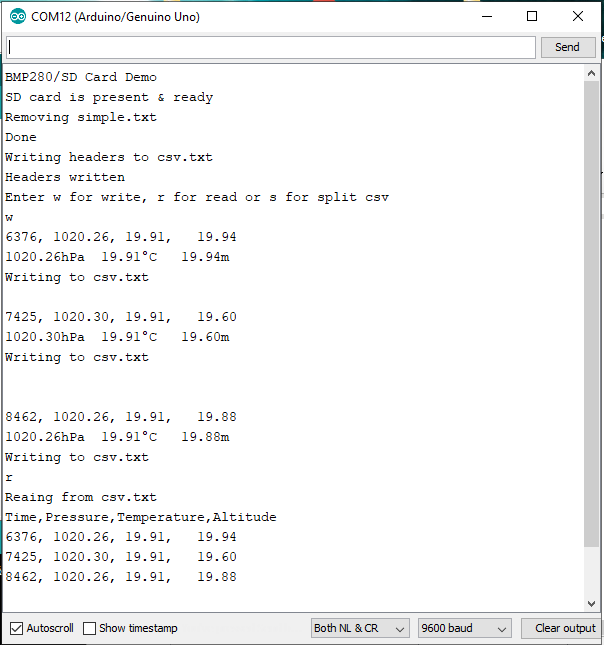 COM12 (Arduino/Genuino Uno)
Send
BMP280/SD Card Demo
SD card is present & ready
Removing simple.txt
Done
Writing headers to csv.txt
Headers written
Enter w for write, r for read or s for split csv
w
6376, 1020.26, 19.91,   19.94
1020.26hPa  19.91°C   19.94m
Writing to csv.txt
7425, 1020.30, 19.91,   19.60
1020.30hPa  19.91°C   19.60m
Writing to csv.txt
8462, 1020.26, 19.91,   19.88
1020.26hPa  19.91°C   19.88m
Writing to csv.txt
r
Reaing from csv.txt
Time,Pressure,Temperature,Altitude
6376, 1020.26, 19.91,   19.94
7425, 1020.30, 19.91,   19.60
8462, 1020.26, 19.91,   19.88
Autoscroll Show timestamp Both NL & CR 9600 baud Clear output